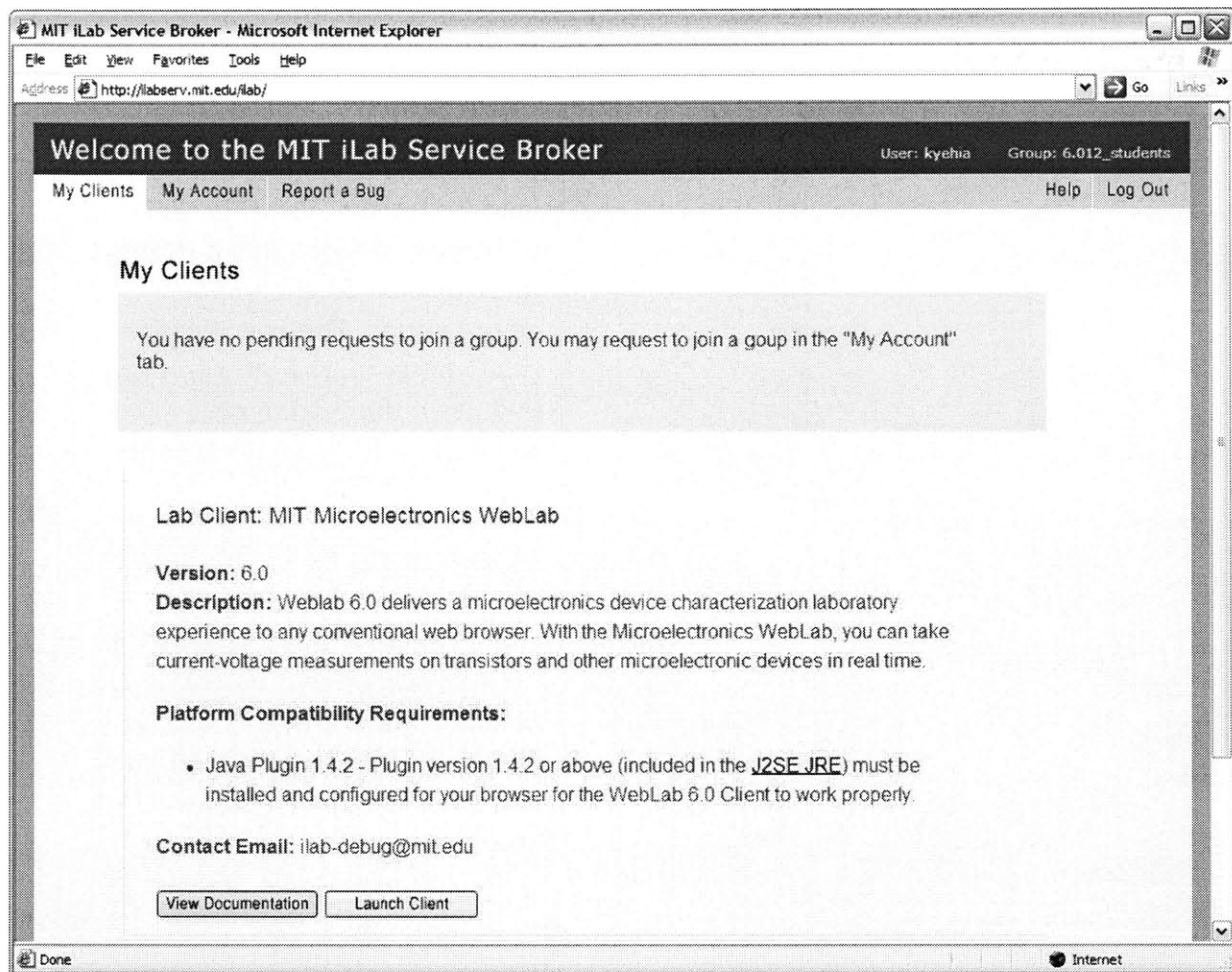 MIT iLab Service Broker - Microsoft Internet Explorer
File Edit View Favorites Tools Help
Address http://ilabserv.mit.edu/ilab/ Go Links »
Welcome to the MIT iLab Service Broker User: kyehia Group: 6.012_students
My Clients My Account Report a Bug Help Log Out
My Clients
You have no pending requests to join a group. You may request to join a goup in the "My Account"
tab.
Lab Client: MIT Microelectronics WebLab
Version: 6.0
Description: Weblab 6.0 delivers a microelectronics device characterization laboratory
experience to any conventional web browser. With the Microelectronics WebLab, you can take
current-voltage measurements on transistors and other microelectronic devices in real time.
Platform Compatibility Requirements:
• Java Plugin 1.4.2 - Plugin version 1.4.2 or above (included in the J2SE JRE) must be
installed and configured for your browser for the WebLab 6.0 Client to work properly.
Contact Email: ilab-debug@mit.edu
View Documentation Launch Client
Done Internet